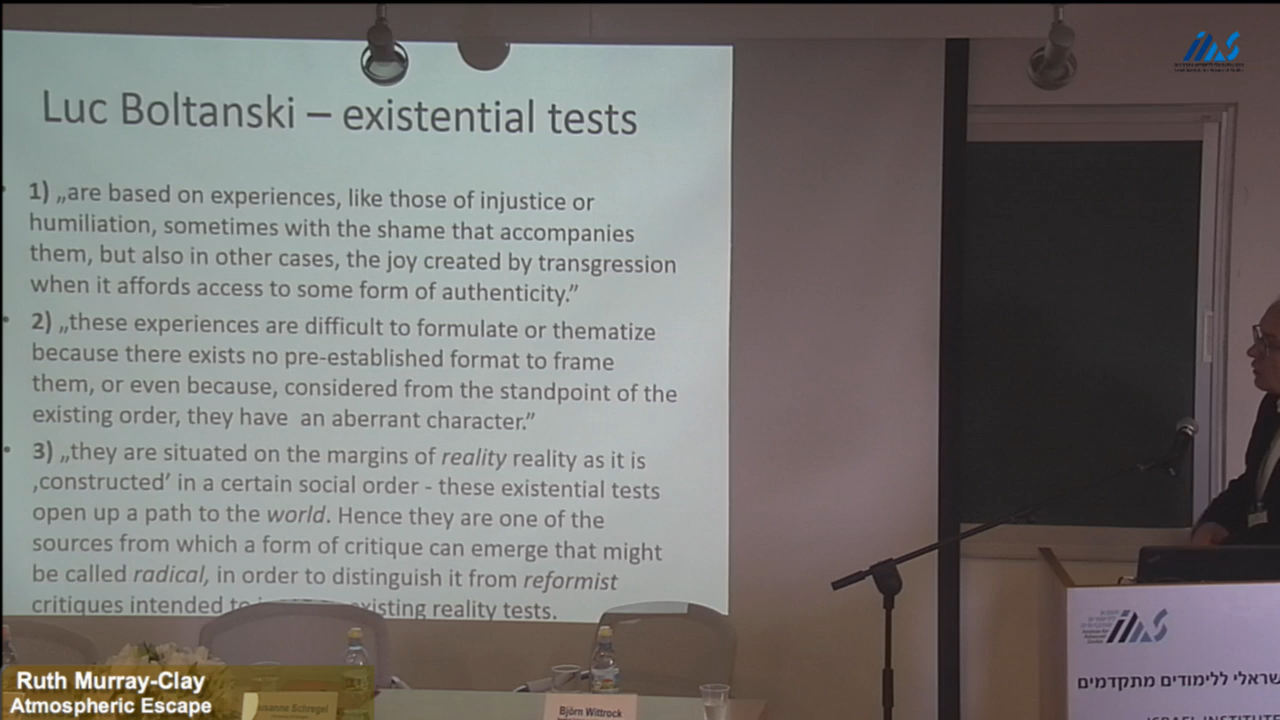 Luc Boltanski – existential tests
1) „are based on experiences, like those of injustice or
humiliation, sometimes with the shame that accompanies
them, but also in other cases, the joy created by transgression
when it affords access to some form of authenticity.”
2) „these experiences are difficult to formulate or thematize
because there exists no pre-established format to frame
them, or even because, considered from the standpoint of the
existing order, they have an aberrant character.”
3) „they are situated on the margins of reality reality as it is
‚constructed’ in a certain social order - these existential tests
open up a path to the world. Hence they are one of the
sources from which a form of critique can emerge that might
be called radical, in order to distinguish it from reformist
critiques intended existing reality tests.
Ruth Murray-Clay
Atmospheric Escape
Schregel
Björn Wittrock
ias
ias
ללימודים מתקדמים
ISRAEL INSTITUTE